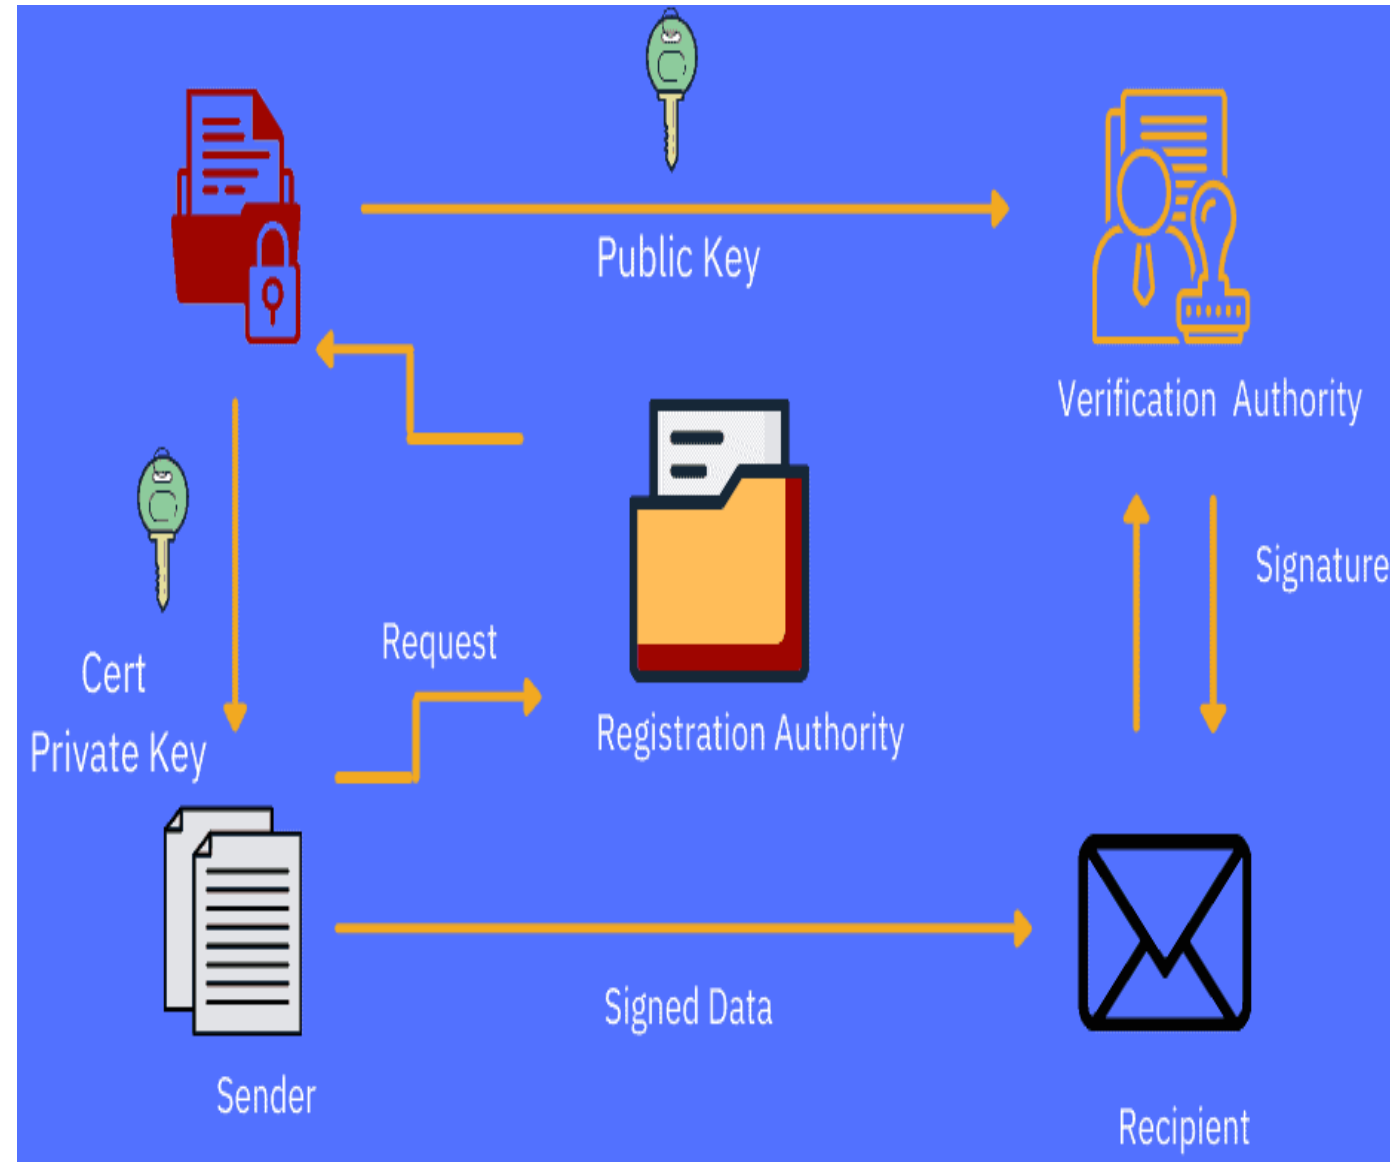 Public Key
Verification Authority
Signature
Request
Cert
Private Key
Registration Authority
Signed Data
Sender
Recipient